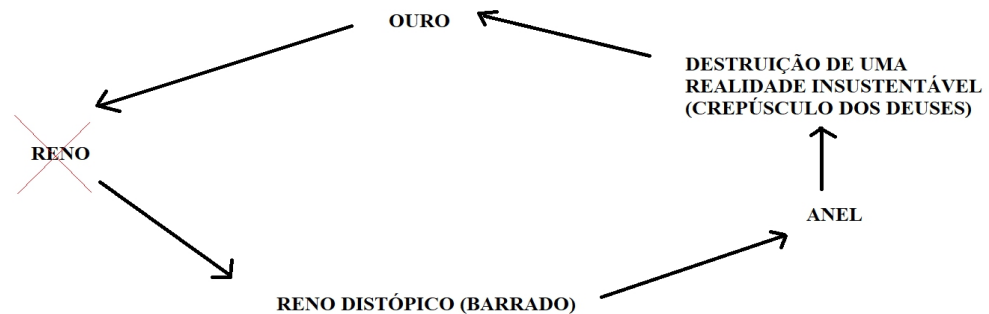 OURO
DESTRUIÇÃO DE UMA
REALIDADE INSUSTENTÁVEL
(CREPÚSCULO DOS DEUSES)
RENO
ANEL
RENO DISTÓPICO (BARRADO)